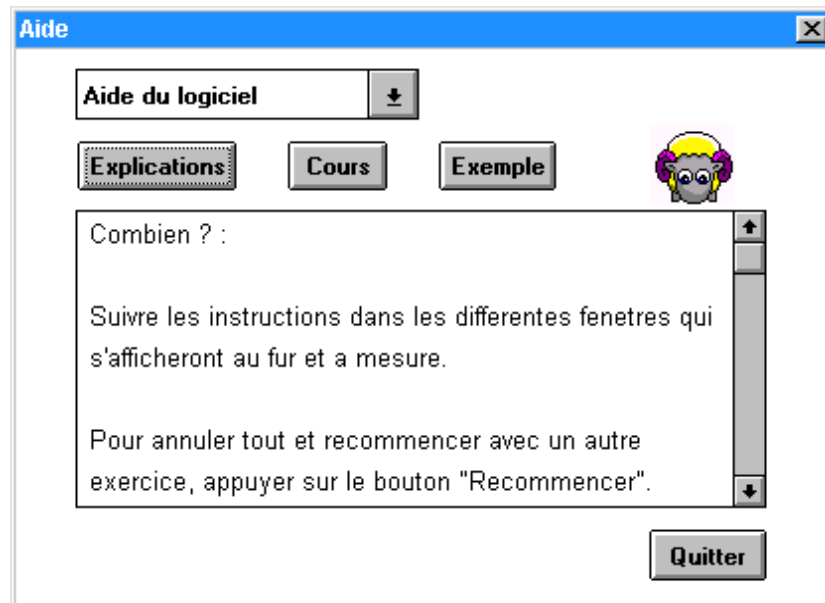 Aide
Aide du logiciel
Explications Cours Exemple
Combien ? :
Suivre les instructions dans les differentes fenetres qui
s'afficheront au fur et a mesure.
Pour annuler tout et recommencer avec un autre
exercice, appuyer sur le bouton "Recommencer".
Quitter